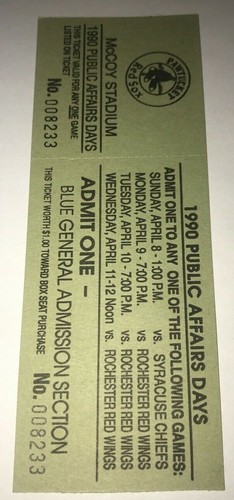 PAWTUCKET
Red Sox
McCOY STADIUM
1990 PUBLIC AFFAIRS DAYS
THIS TICKET VALID FOR ANY ONE GAME
LISTED ON TICKET
No. 008233
1990 PUBLIC AFFAIRS DAYS
ADMIT ONE TO ANY ONE OF THE FOLLOWING GAMES:
SUNDAY, APRIL 8 - 1:00 P.M. vs. SYRACUSE CHIEFS
MONDAY, APRIL 9 - 7:00 P.M. vs. ROCHESTER RED WINGS
TUESDAY, APRIL 10 - 7:00 P.M. vs. ROCHESTER RED WINGS
WEDNESDAY, APRIL 11-12 Noon vs. ROCHESTER RED WINGS
ADMIT ONE -
BLUE GENERAL ADMISSION SECTION
THIS TICKET WORTH $1.00 TOWARD BOX SEAT PURCHASE
No. 008233